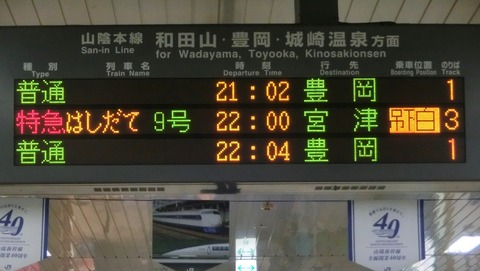 山陰本線 和田山・豊岡・城崎温泉方面
San-in Line for Wadayama, Toyooka, Kinosakionsen
種別 列車名 時刻 行先 乗車位置 のりば
Type Train Name Departure Time Destination Boarding Position Track
普通 21:02 豊岡 1
特急 はしだて 9号 22:00 宮津 3
普通 22:04 豊岡 1
40 40